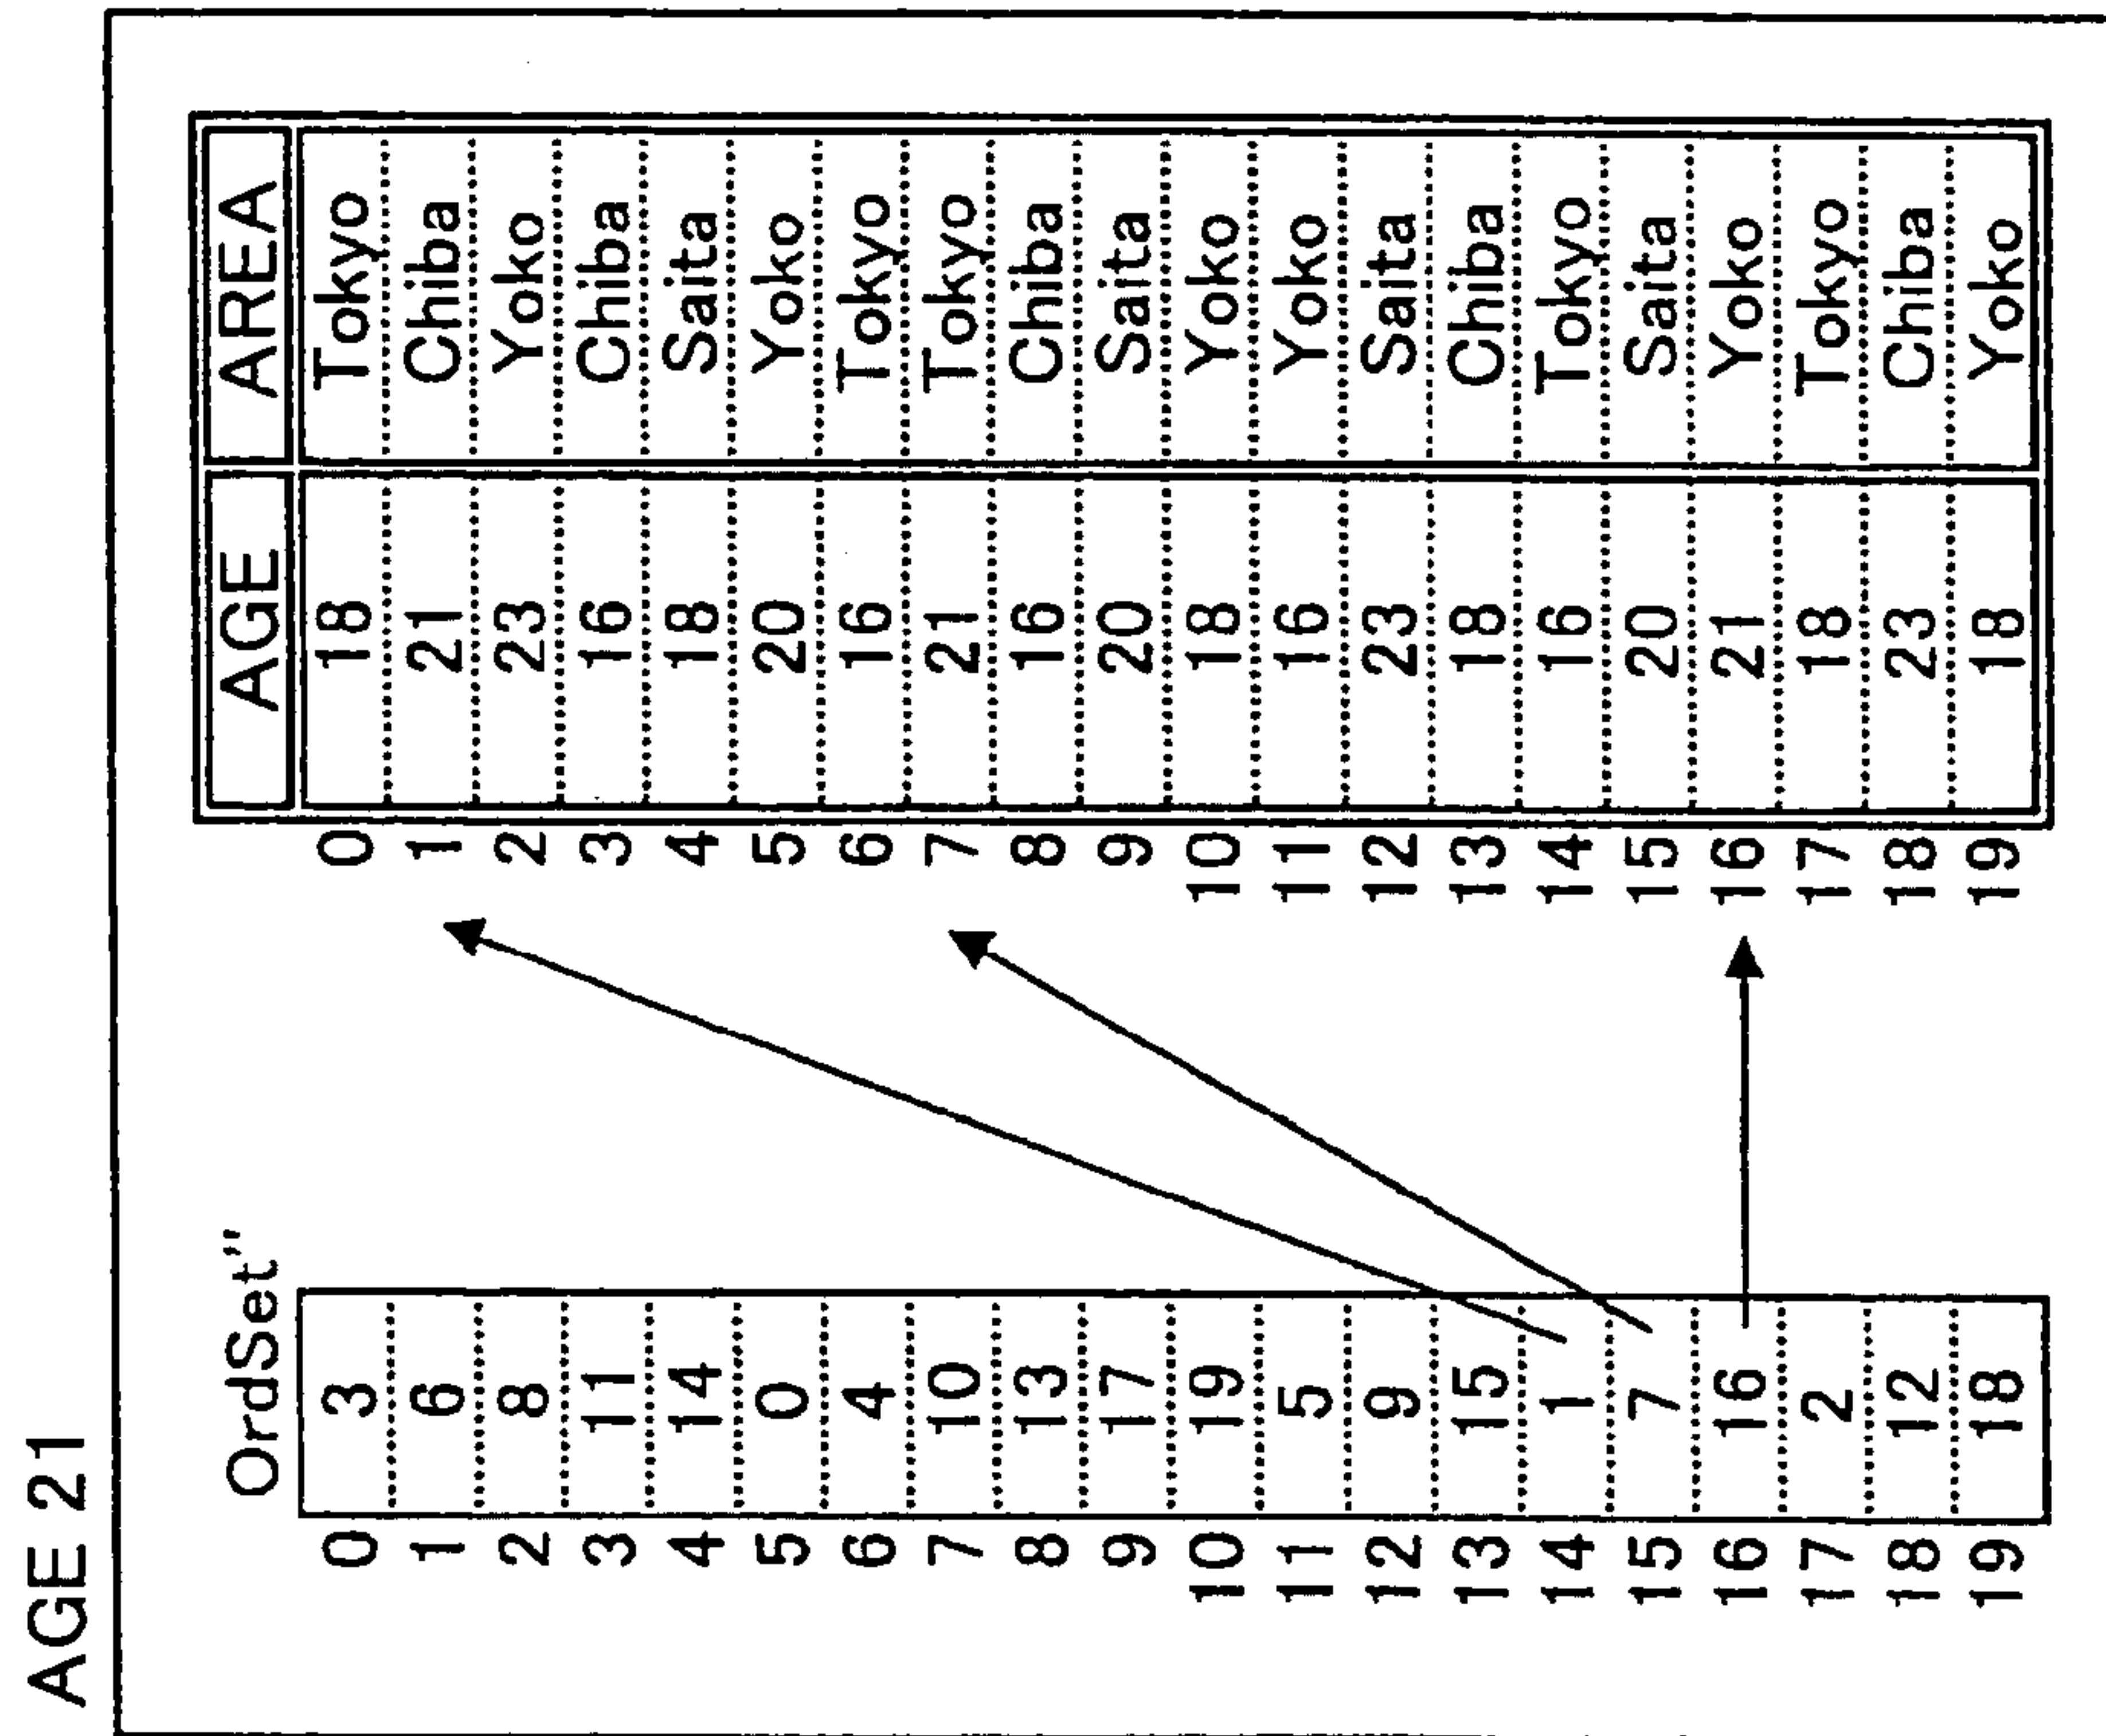 AGE 21
OrdSet"
0 3
1 6
2 8
3 11
4 14
5 0
6 4
7 10
8 13
9 17
10 19
11 5
12 9
13 15
14 1
15 7
16 16
17 2
18 12
19 18
AGE AREA
0 18 Tokyo
1 21 Chiba
2 23 Yoko
3 16 Chiba
4 18 Saita
5 20 Yoko
6 16 Tokyo
7 21 Tokyo
8 16 Chiba
9 20 Saita
10 18 Yoko
11 16 Yoko
12 23 Saita
13 18 Chiba
14 16 Tokyo
15 20 Saita
16 21 Yoko
17 18 Tokyo
18 23 Chiba
19 18 Yoko